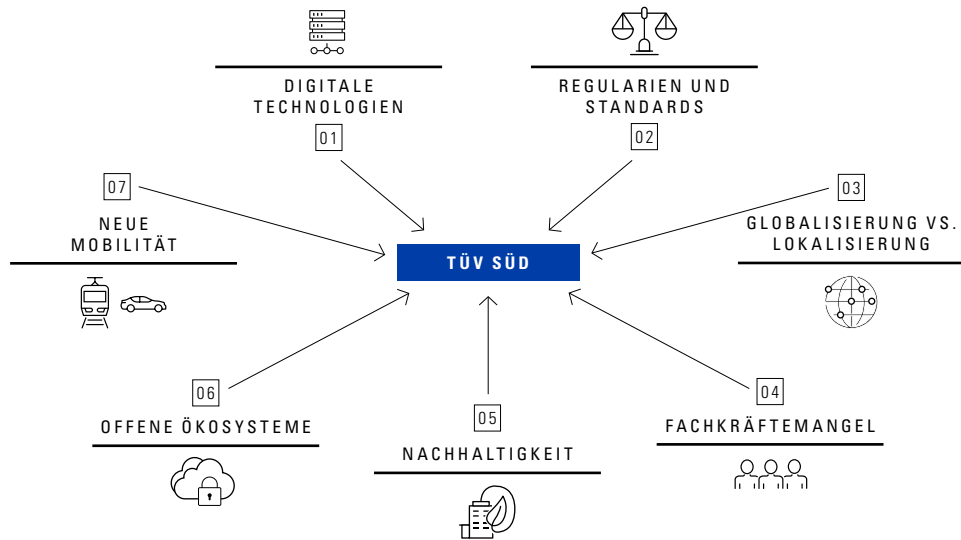 DIGITALE
TECHNOLOGIEN
01
REGULARIEN UND
STANDARDS
02
03
GLOBALISIERUNG VS.
LOKALISIERUNG
04
FACHKRÄFTEMANGEL
05
NACHHALTIGKEIT
06
OFFENE ÖKOSYSTEME
07
NEUE
MOBILITÄT
TÜV SÜD